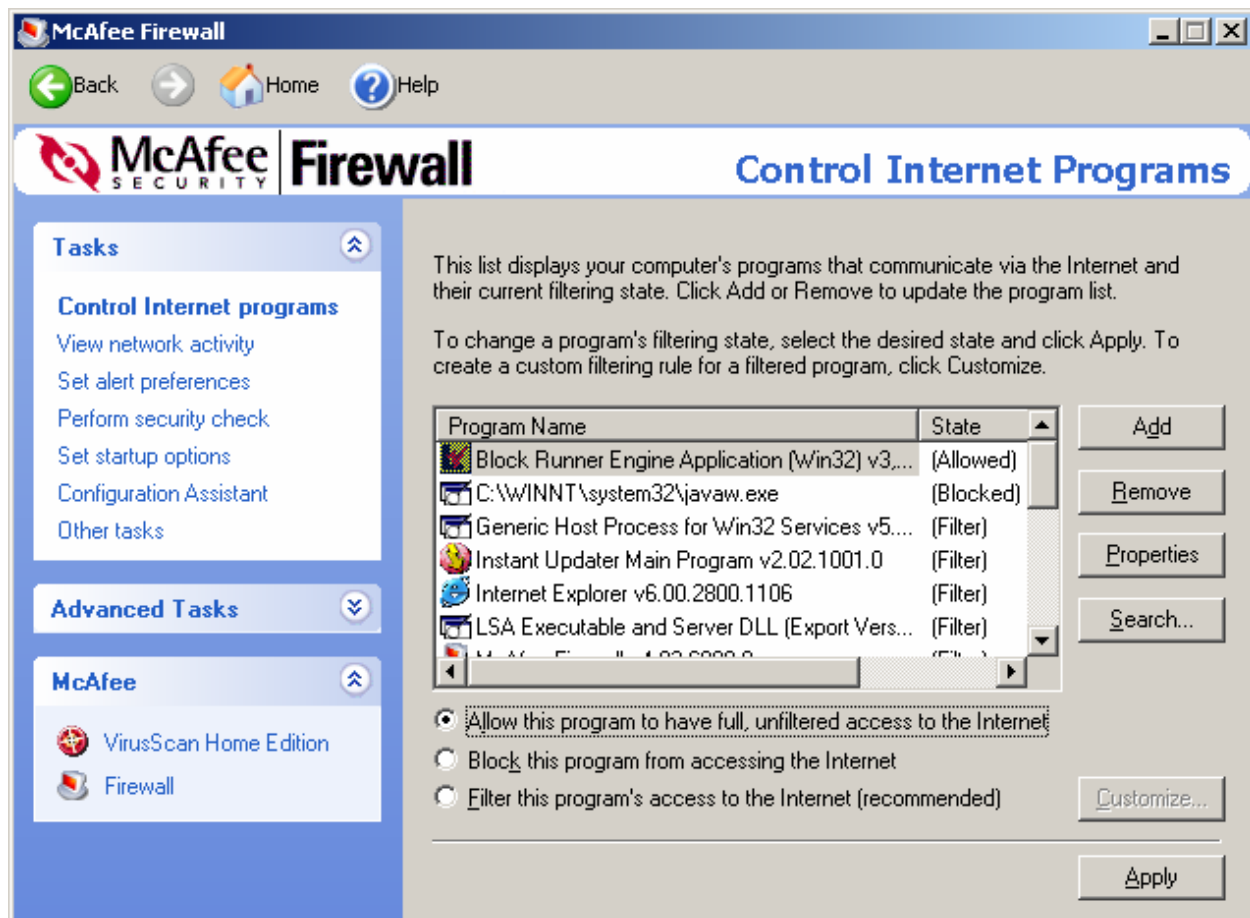 McAfee Firewall
Back Home Help
McAfee SECURITY Firewall
Control Internet Programs
Tasks
Control Internet programs
View network activity
Set alert preferences
Perform security check
Set startup options
Configuration Assistant
Other tasks
Advanced Tasks
McAfee
VirusScan Home Edition
Firewall
This list displays your computer's programs that communicate via the Internet and
their current filtering state. Click Add or Remove to update the program list.
To change a program's filtering state, select the desired state and click Apply. To
create a custom filtering rule for a filtered program, click Customize.
Program Name State
Block Runner Engine Application (Win32) v3,... (Allowed)
C:\WINNT\system32\javaw.exe (Blocked)
Generic Host Process for Win32 Services v5.... (Filter)
Instant Updater Main Program v2.02.1001.0 (Filter)
Internet Explorer v6.00.2800.1106 (Filter)
LSA Executable and Server DLL (Export Vers... (Filter)
Add
Remove
Properties
Search...
Allow this program to have full, unfiltered access to the Internet
Block this program from accessing the Internet
Filter this program's access to the Internet (recommended)
Customize...
Apply